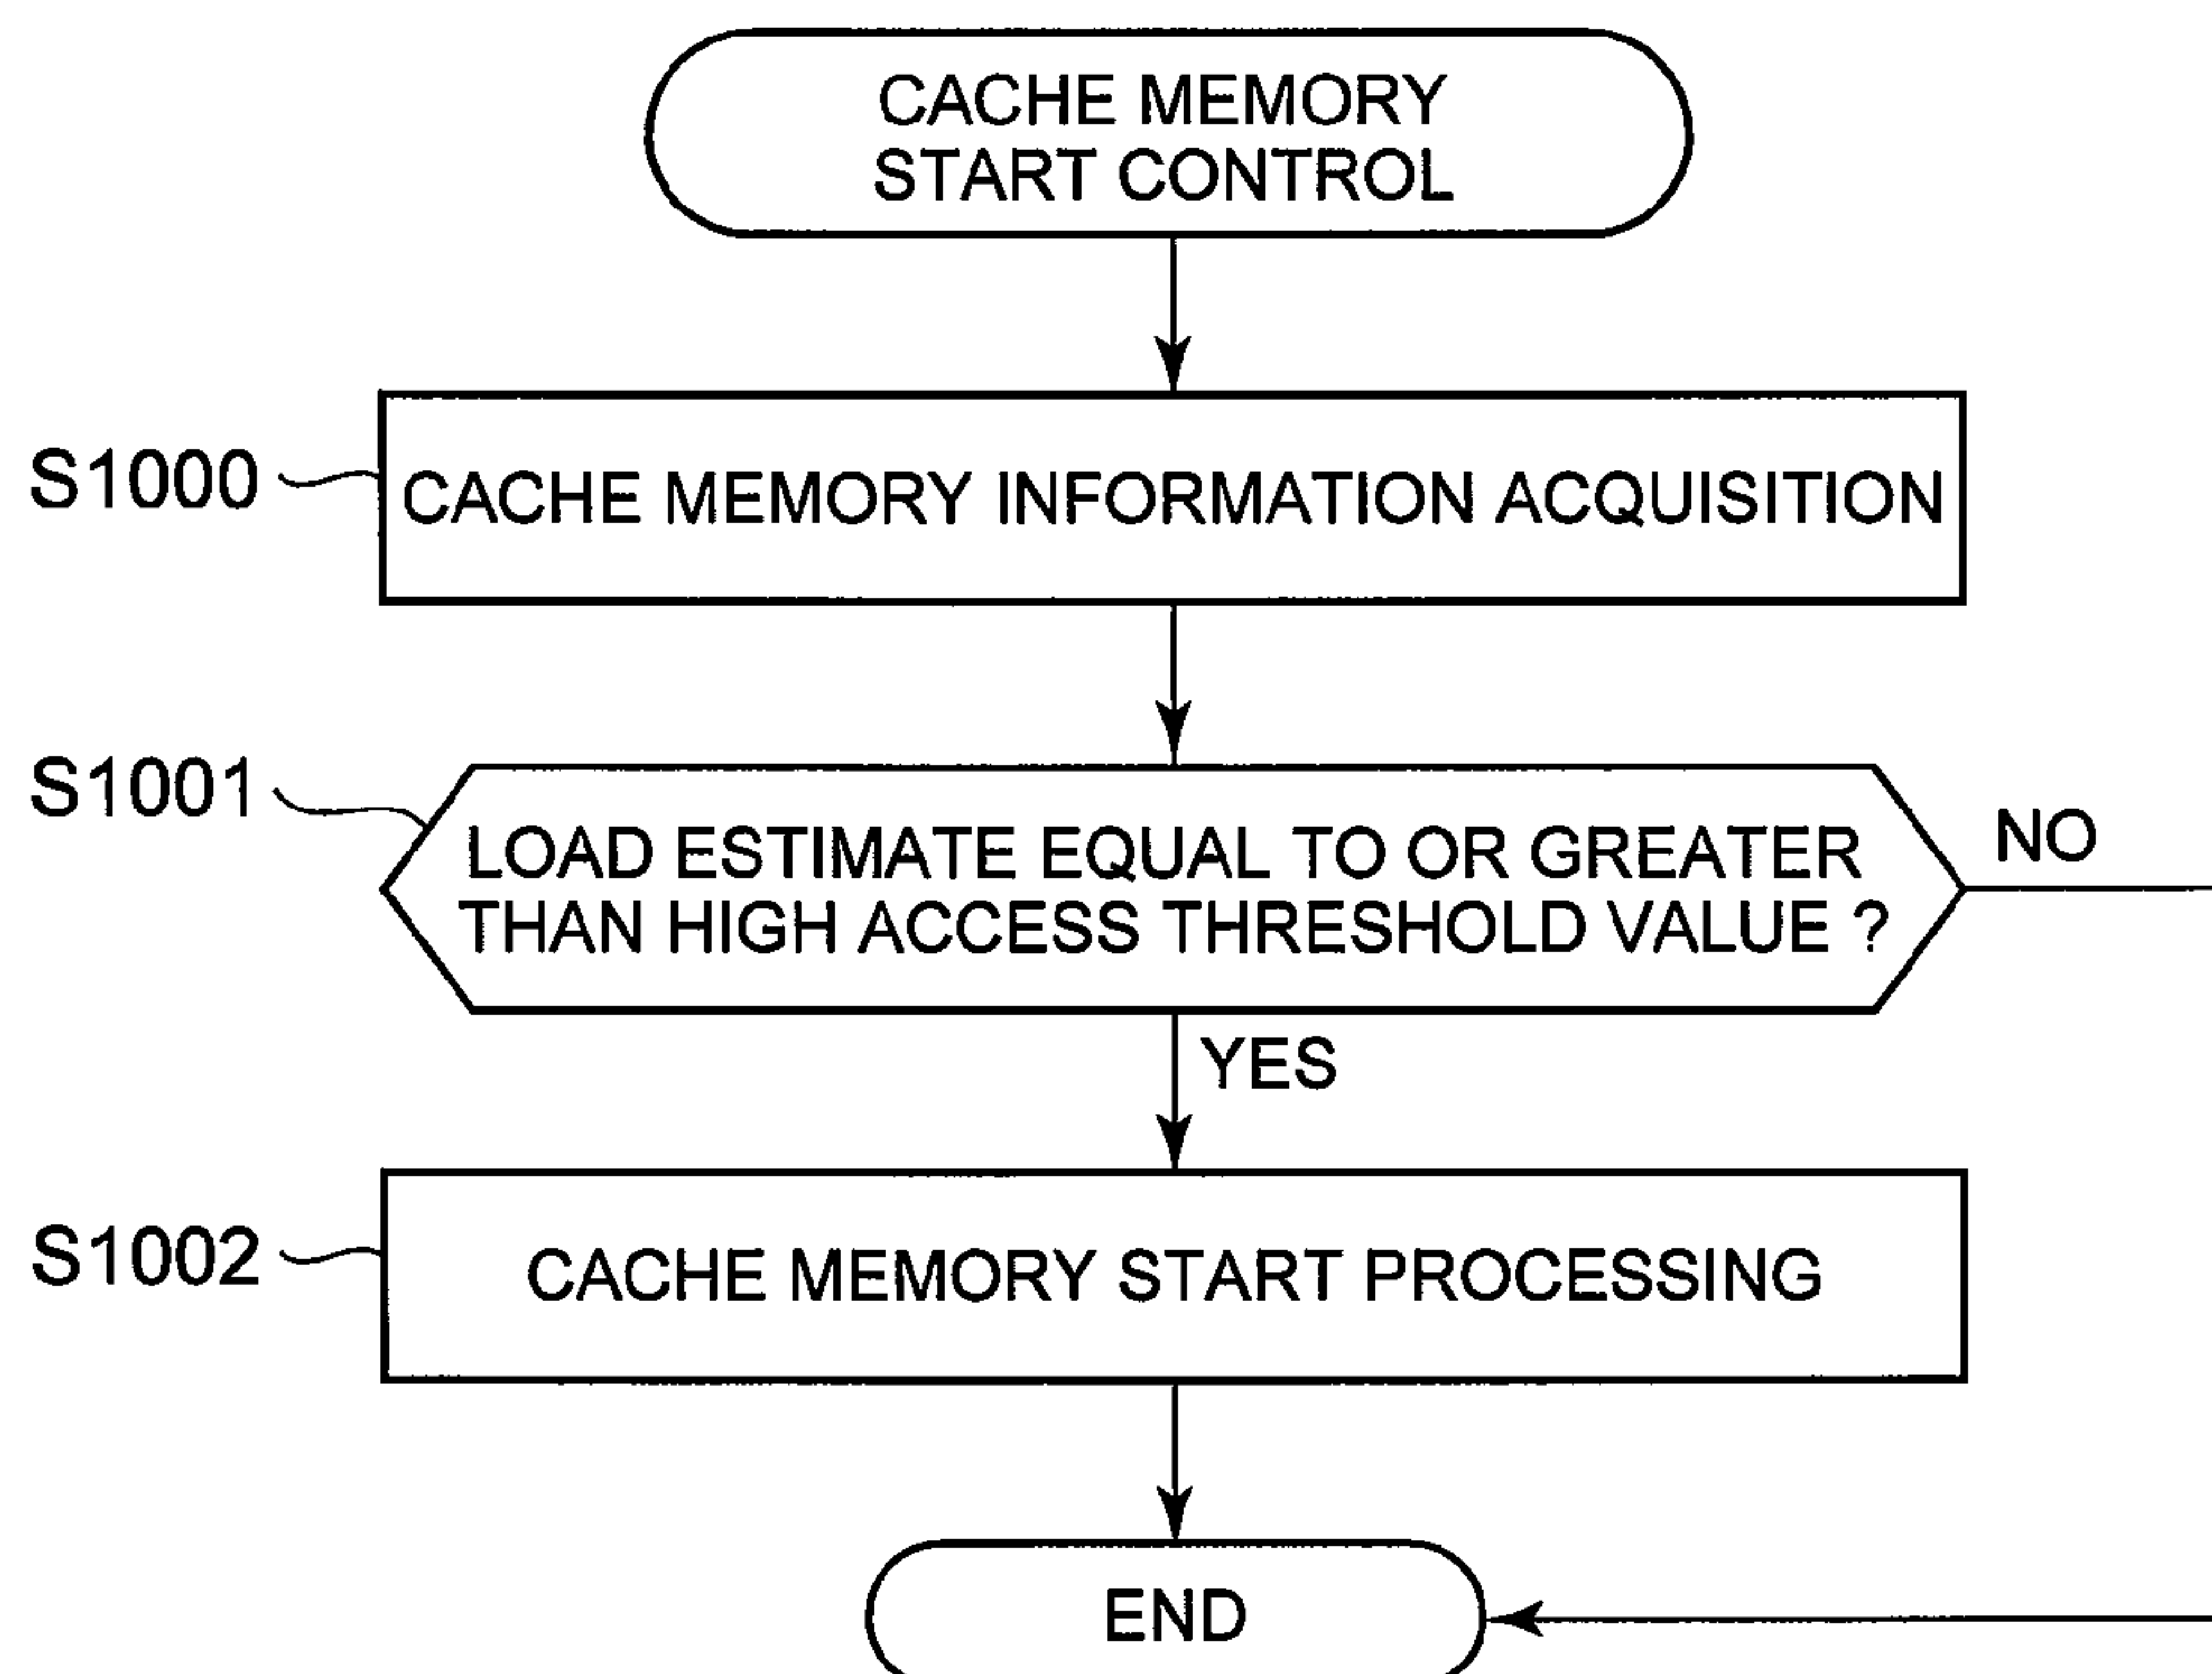 CACHE MEMORY
START CONTROL
S1000
CACHE MEMORY INFORMATION ACQUISITION
S1001
LOAD ESTIMATE EQUAL TO OR GREATER
THAN HIGH ACCESS THRESHOLD VALUE ?
NO
YES
S1002
CACHE MEMORY START PROCESSING
END